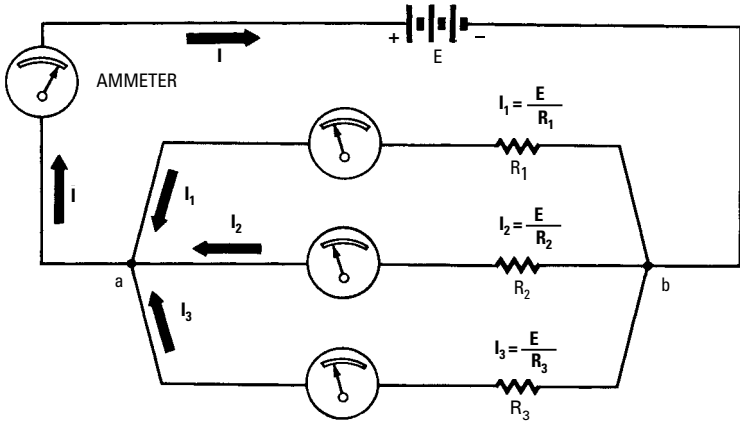 + −
I E
AMMETER
I₁ = E/R₁
R₁
I
I₁
I₂
I₂ = E/R₂
a
R₂
b
I₃
I₃ = E/R₃
R₃